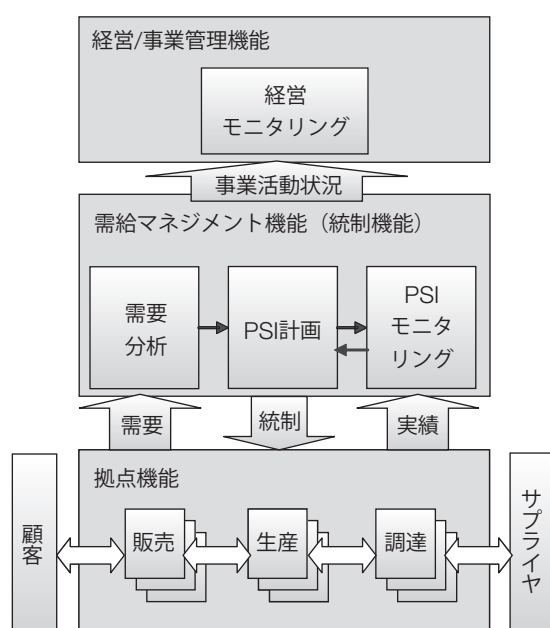 経営/事業管理機能
経営
モニタリング
事業活動状況
需給マネジメント機能（統制機能）
需要
分析
PSI計画
PSI
モニタ
リング
需要
統制
実績
拠点機能
顧客
販売
生産
調達
サプライヤ